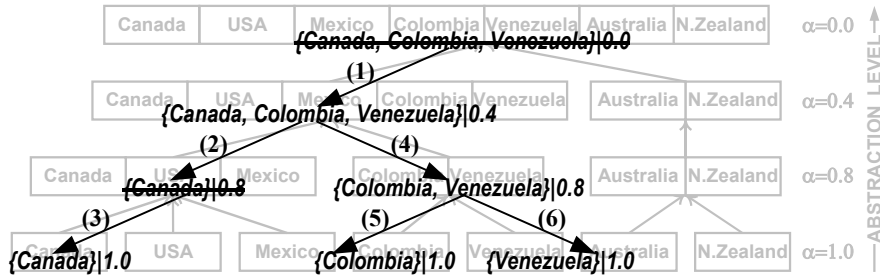 Canada USA Mexico Colombia Venezuela Australia N.Zealand α=0.0
{Canada, Colombia, Venezuela}|0.0
(1)
Canada USA Mexico Colombia Venezuela Australia N.Zealand α=0.4
{Canada, Colombia, Venezuela}|0.4
(2) (4)
Canada USA Mexico Colombia Venezuela Australia N.Zealand α=0.8
{Canada}|0.8 {Colombia, Venezuela}|0.8
(3) (5) (6)
Canada USA Mexico Colombia Venezuela Australia N.Zealand α=1.0
{Canada}|1.0 {Colombia}|1.0 {Venezuela}|1.0
ABSTRACTION LEVEL